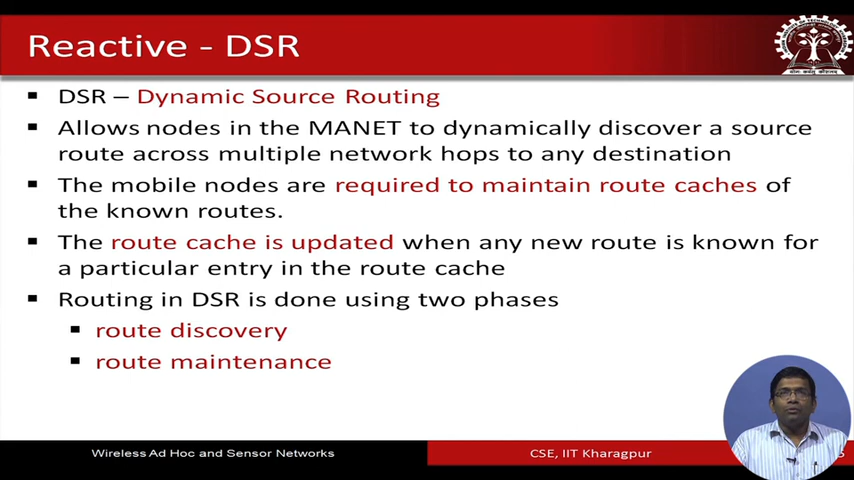 Reactive - DSR
▪ DSR – Dynamic Source Routing
▪ Allows nodes in the MANET to dynamically discover a source
route across multiple network hops to any destination
▪ The mobile nodes are required to maintain route caches of
the known routes.
▪ The route cache is updated when any new route is known for
a particular entry in the route cache
▪ Routing in DSR is done using two phases
▪ route discovery
▪ route maintenance
Wireless Ad Hoc and Sensor Networks
CSE, IIT Kharagpur